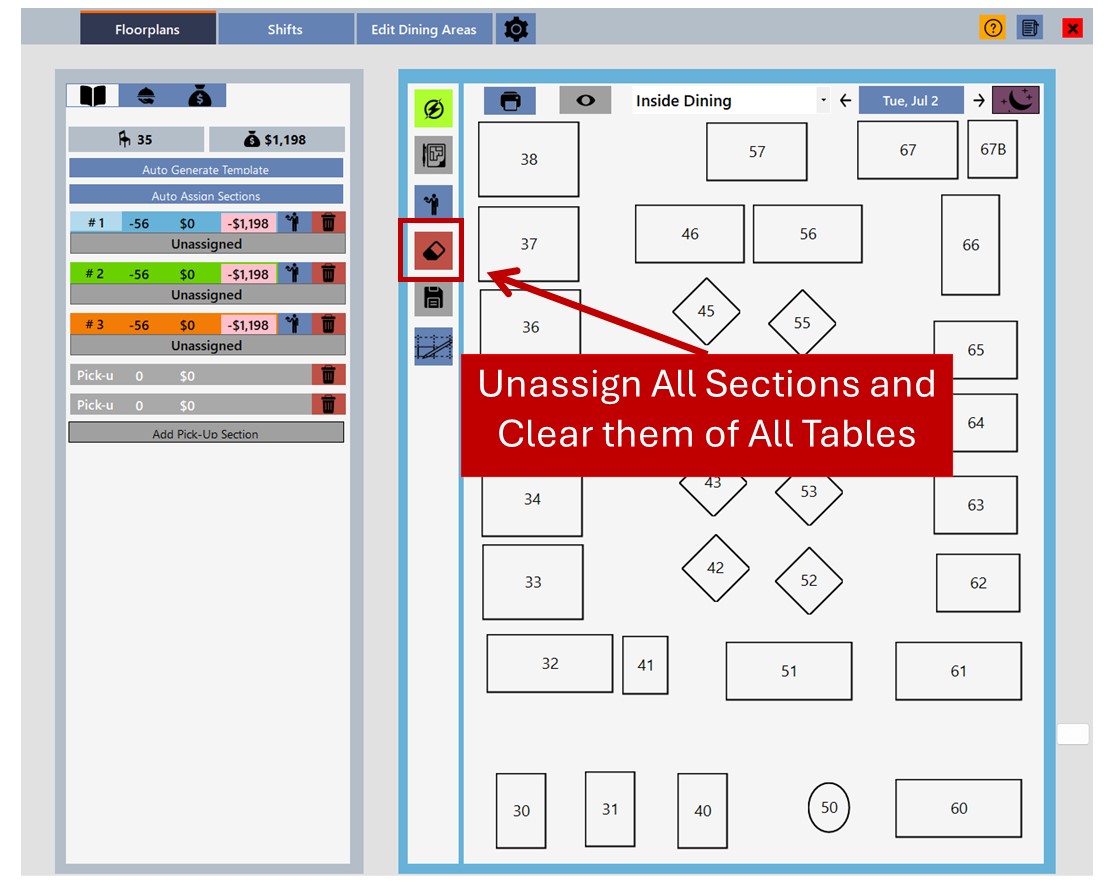 Floorplans
Shifts
Edit Dining Areas
35
$1,198
Auto Generate Template
Auto Assign Sections
# 1 -56 $0 -$1,198
Unassigned
# 2 -56 $0 -$1,198
Unassigned
# 3 -56 $0 -$1,198
Unassigned
Pick-u 0 $0
Pick-u 0 $0
Add Pick-Up Section
Inside Dining
Tue, Jul 2
38
57
67
67B
37
46
56
66
45
55
36
65
Unassign All Sections and
Clear them of All Tables
64
43
53
34
63
42
52
33
62
32
41
51
61
30
31
40
50
60